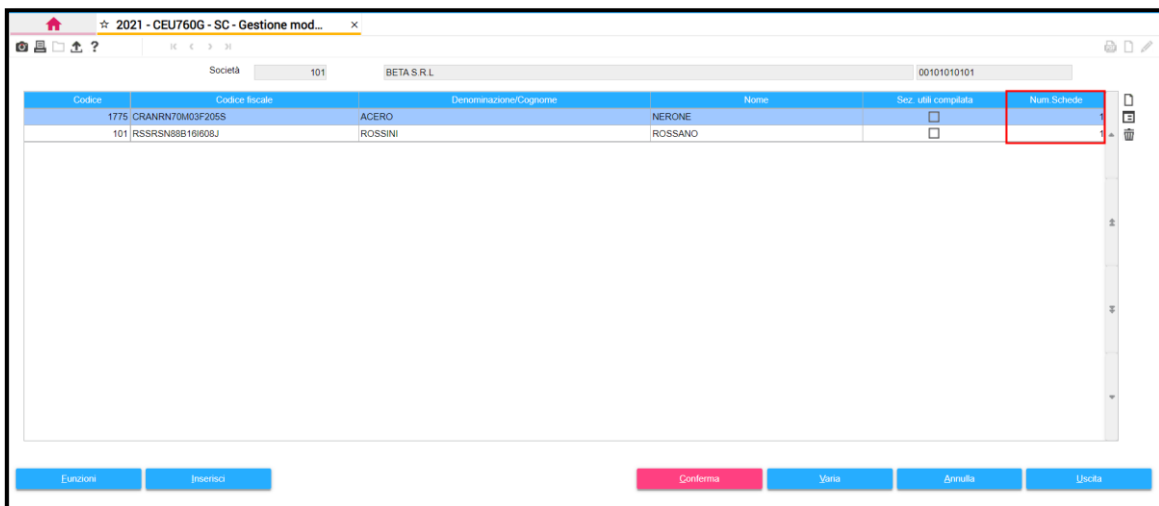 ☆ 2021 - CEU760G - SC - Gestione mod... ×
?
Società 101 BETA S.R.L 00101010101
Codice Codice fiscale Denominazione/Cognome Nome Sez. utili compilata Num.Schede
1775 CRANRN70M03F205S ACERO NERONE 1
101 RSSRSN88B16I608J ROSSINI ROSSANO 1
Funzioni Inserisci Conferma Varia Annulla Uscita